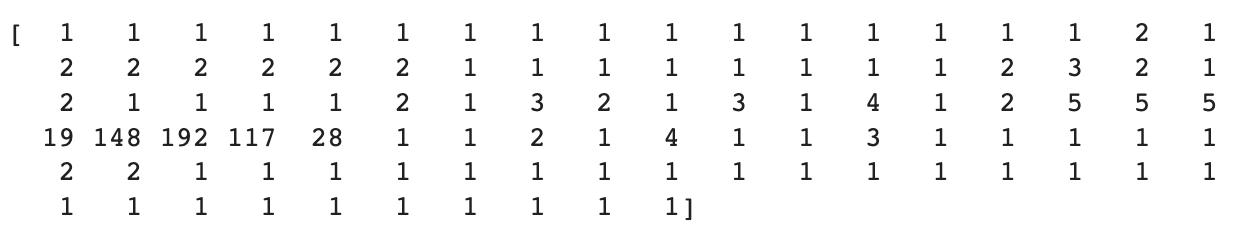 [ 1 1 1 1 1 1 1 1 1 1 1 1 1 1 1 1 2 1
2 2 2 2 2 2 1 1 1 1 1 1 1 1 2 3 2 1
2 1 1 1 1 2 1 3 2 1 3 1 4 1 2 5 5 5
19 148 192 117 28 1 1 2 1 4 1 1 3 1 1 1 1 1
2 2 1 1 1 1 1 1 1 1 1 1 1 1 1 1 1 1
1 1 1 1 1 1 1 1 1 1]